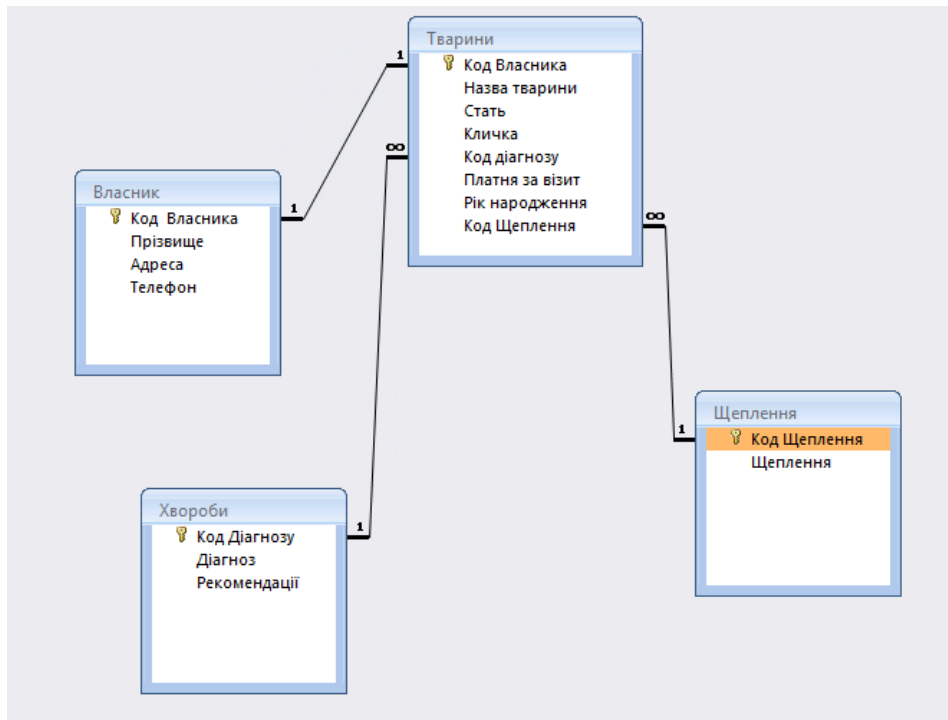 Тварини
Код Власника
Назва тварини
Стать
Кличка
Код діагнозу
Платня за візит
Рік народження
Код Щеплення
1
∞
∞
Власник
Код Власника
Прізвище
Адреса
Телефон
1
Щеплення
Код Щеплення
Щеплення
1
Хвороби
Код Діагнозу
Діагноз
Рекомендації
1